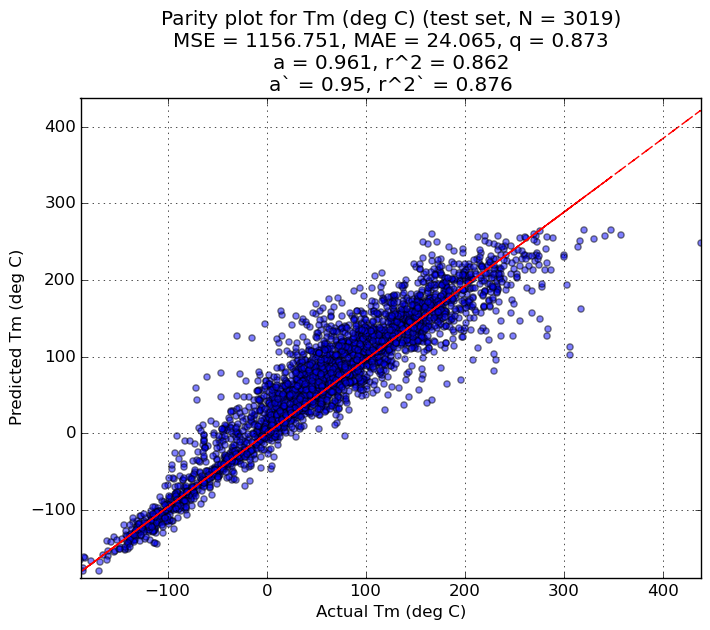 Parity plot for Tm (deg C) (test set, N = 3019)
MSE = 1156.751, MAE = 24.065, q = 0.873
a = 0.961, r^2 = 0.862
a` = 0.95, r^2` = 0.876
400
300
200
100
0
−100
Predicted Tm (deg C)
−100 0 100 200 300 400
Actual Tm (deg C)